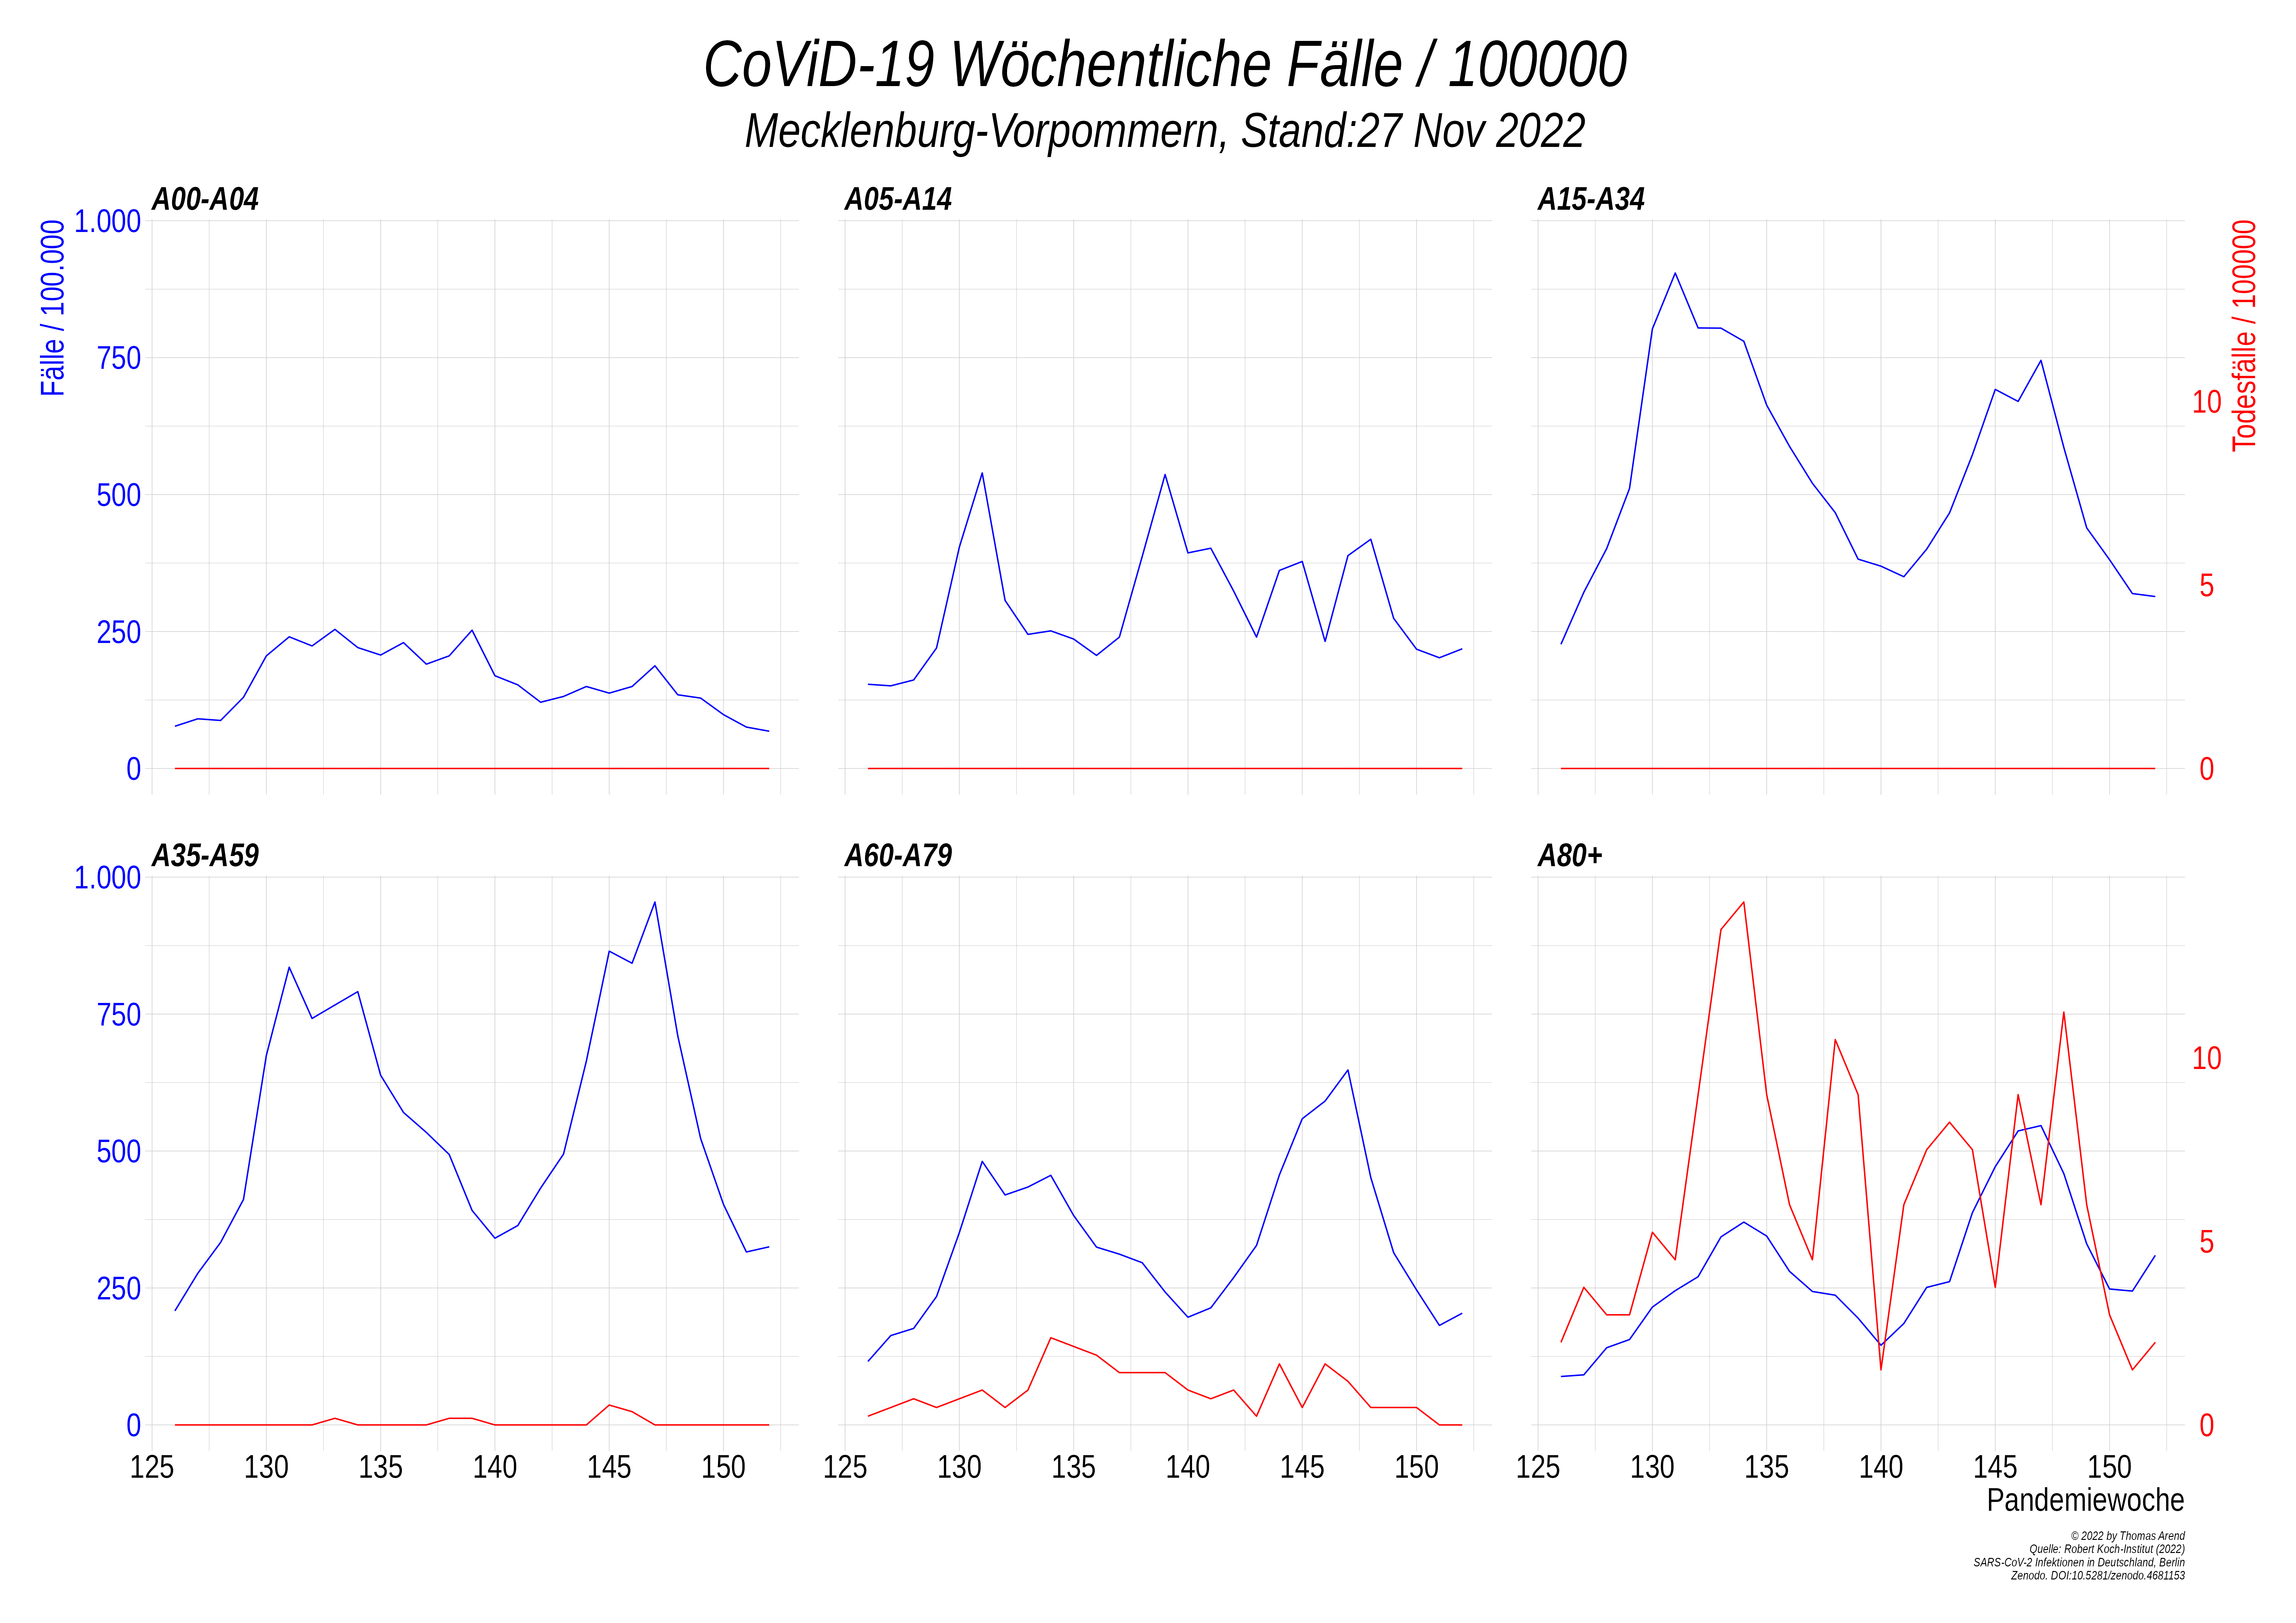 CoViD-19 Wöchentliche Fälle / 100000
Mecklenburg-Vorpommern, Stand:27 Nov 2022
A00-A04
A05-A14
A15-A34
Fälle / 100.000
1.000
750
500
250
0
Todesfälle / 100000
10
5
0
A35-A59
A60-A79
A80+
1.000
750
500
250
0
10
5
0
125 130 135 140 145 150
125 130 135 140 145 150
125 130 135 140 145 150
Pandemiewoche
© 2022 by Thomas Arend
Quelle: Robert Koch-Institut (2022)
SARS-CoV-2 Infektionen in Deutschland, Berlin
Zenodo. DOI:10.5281/zenodo.4681153